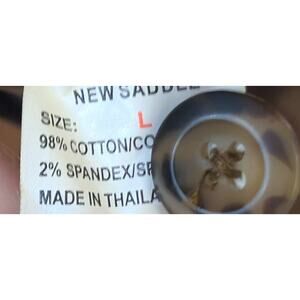 NEW SADDLE
SIZE: L
98% COTTON/CO
2% SPANDEX/SP
MADE IN THAILA